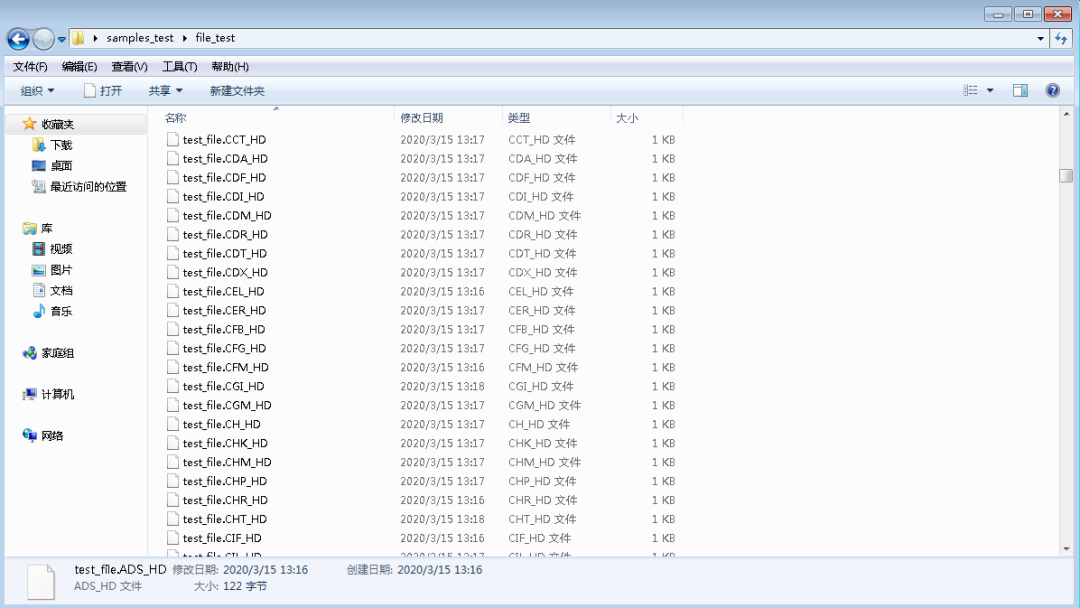 samples_test file_test
文件(F) 编辑(E) 查看(V) 工具(T) 帮助(H)
组织 打开 共享 新建文件夹
收藏夹
下载
桌面
最近访问的位置
库
视频
图片
文档
音乐
家庭组
计算机
网络
名称 修改日期 类型 大小
test_file.CCT_HD 2020/3/15 13:17 CCT_HD 文件 1 KB
test_file.CDA_HD 2020/3/15 13:17 CDA_HD 文件 1 KB
test_file.CDF_HD 2020/3/15 13:17 CDF_HD 文件 1 KB
test_file.CDI_HD 2020/3/15 13:17 CDI_HD 文件 1 KB
test_file.CDM_HD 2020/3/15 13:17 CDM_HD 文件 1 KB
test_file.CDR_HD 2020/3/15 13:17 CDR_HD 文件 1 KB
test_file.CDT_HD 2020/3/15 13:17 CDT_HD 文件 1 KB
test_file.CDX_HD 2020/3/15 13:17 CDX_HD 文件 1 KB
test_file.CEL_HD 2020/3/15 13:16 CEL_HD 文件 1 KB
test_file.CER_HD 2020/3/15 13:17 CER_HD 文件 1 KB
test_file.CFB_HD 2020/3/15 13:17 CFB_HD 文件 1 KB
test_file.CFG_HD 2020/3/15 13:17 CFG_HD 文件 1 KB
test_file.CFM_HD 2020/3/15 13:16 CFM_HD 文件 1 KB
test_file.CGI_HD 2020/3/15 13:18 CGI_HD 文件 1 KB
test_file.CGM_HD 2020/3/15 13:17 CGM_HD 文件 1 KB
test_file.CH_HD 2020/3/15 13:17 CH_HD 文件 1 KB
test_file.CHK_HD 2020/3/15 13:17 CHK_HD 文件 1 KB
test_file.CHM_HD 2020/3/15 13:17 CHM_HD 文件 1 KB
test_file.CHP_HD 2020/3/15 13:17 CHP_HD 文件 1 KB
test_file.CHR_HD 2020/3/15 13:16 CHR_HD 文件 1 KB
test_file.CHT_HD 2020/3/15 13:18 CHT_HD 文件 1 KB
test_file.CIF_HD 2020/3/15 13:16 CIF_HD 文件 1 KB
test_file.ADS_HD 修改日期: 2020/3/15 13:16 创建日期: 2020/3/15 13:16
ADS_HD 文件 大小: 122 字节